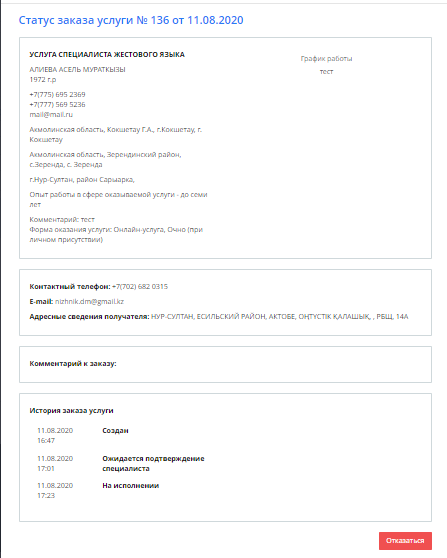 Статус заказа услуги № 136 от 11.08.2020
УСЛУГА СПЕЦИАЛИСТА ЖЕСТОВОГО ЯЗЫКА
АЛИЕВА АСЕЛЬ МУРАТКЫЗЫ
1972 г.р
+7(775) 695 2369
+7(777) 569 5236
mail@mail.ru
Акмолинская область, Кокшетау Г.А., г.Кокшетау, г.
Кокшетау
Акмолинская область, Зерендинский район,
с.Зеренда, с. Зеренда
г.Нур-Султан, район Сарыарка,
Опыт работы в сфере оказываемой услуги - до семи
лет
Комментарий: тест
Форма оказания услуги: Онлайн-услуга, Очно (при
личном присутствии)
График работы
тест
Контактный телефон: +7(702) 682 0315
E-mail: nizhnik.dm@gmail.kz
Адресные сведения получателя: НУР-СУЛТАН, ЕСИЛЬСКИЙ РАЙОН, АКТОБЕ, ОҢТҮСТІК ҚАЛАШЫҚ, , РБЩ, 14А
Комментарий к заказу:
История заказа услуги
11.08.2020 Создан
16:47
11.08.2020 Ожидается подтверждение
17:01 специалиста
11.08.2020 На исполнении
17:23
Отказаться